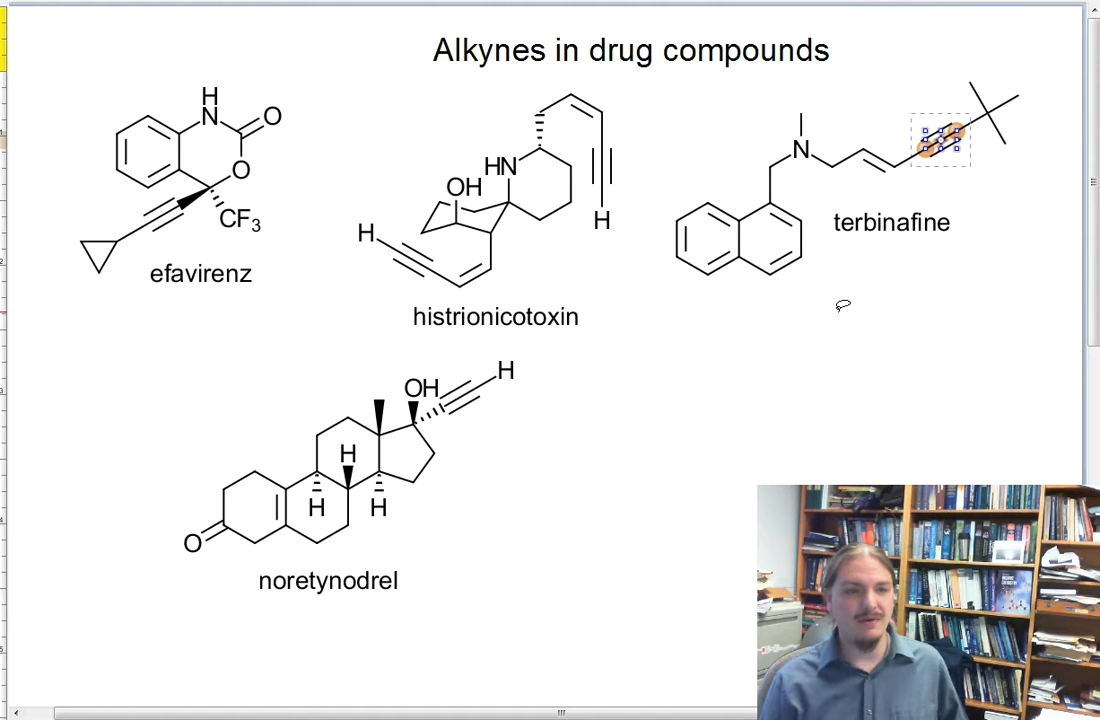 Alkynes in drug compounds
H
N
O
O
CF3
efavirenz
HN
OH
H
H
histrionicotoxin
N
terbinafine
OH
H
H
H
H
O
noretynodrel